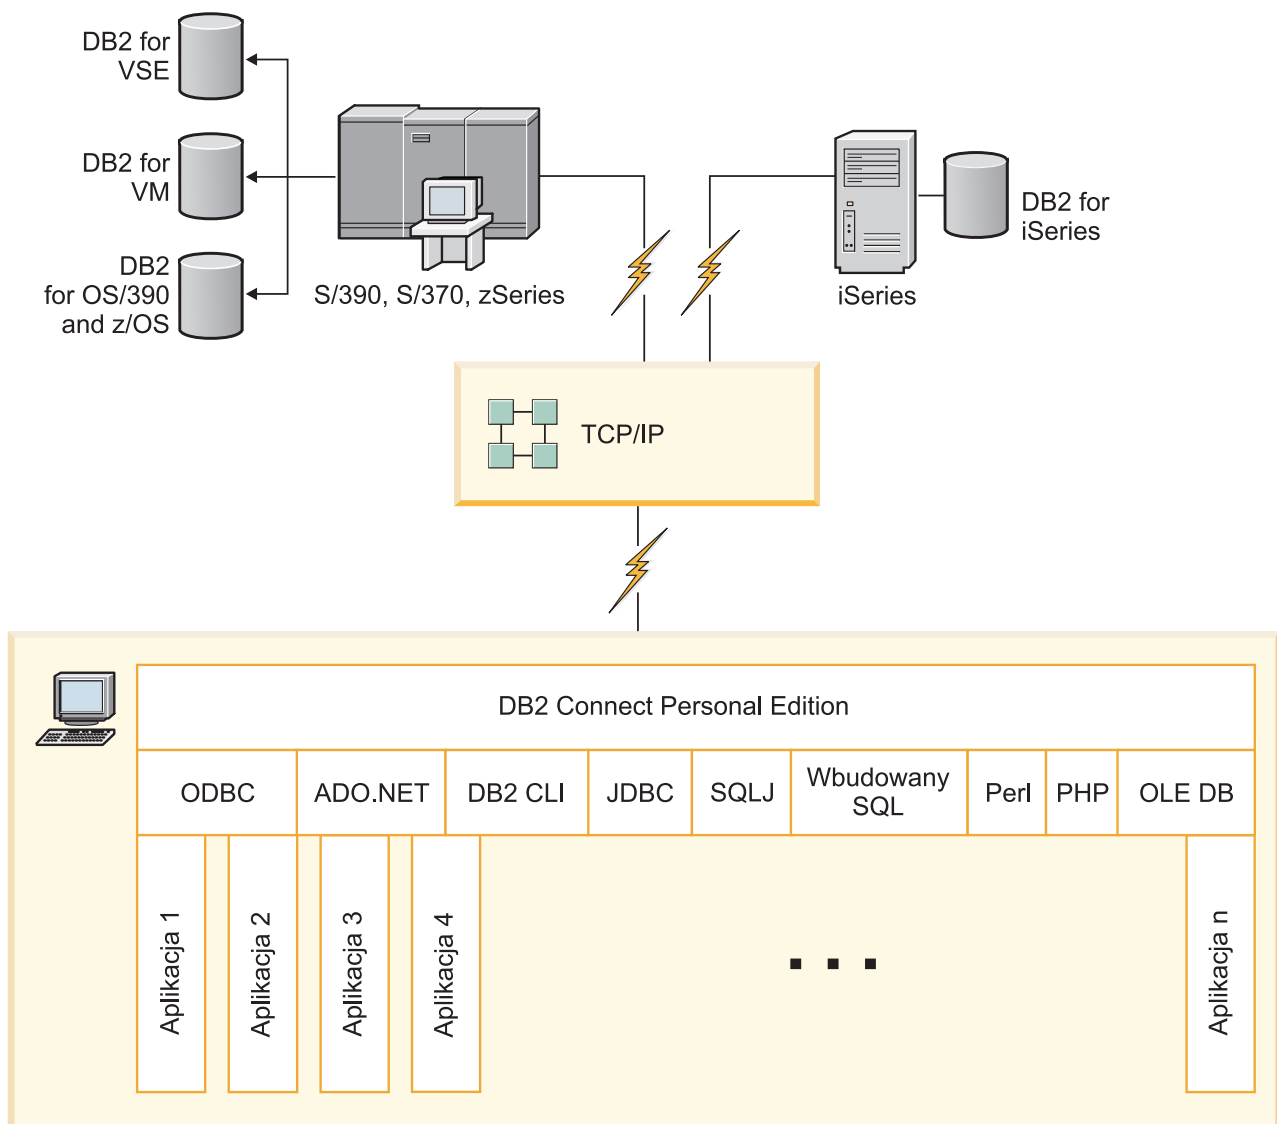 DB2 for
VSE
DB2 for
VM
DB2
for OS/390
and z/OS
S/390, S/370, zSeries
iSeries
DB2 for
iSeries
TCP/IP
DB2 Connect Personal Edition
ODBC
ADO.NET
DB2 CLI
JDBC
SQLJ
Wbudowany
SQL
Perl
PHP
OLE DB
Aplikacja 1
Aplikacja 2
Aplikacja 3
Aplikacja 4
...
Aplikacja n